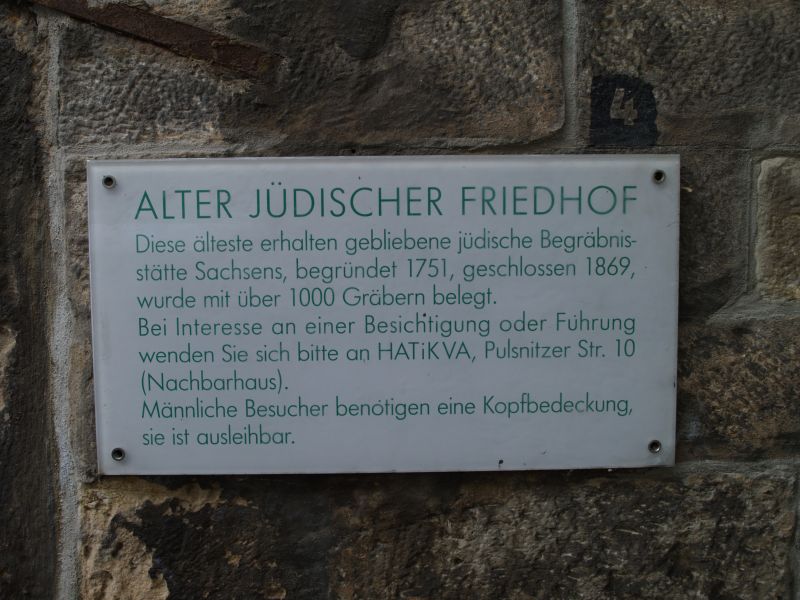 4
ALTER JÜDISCHER FRIEDHOF
Diese älteste erhalten gebliebene jüdische Begräbnis-
stätte Sachsens, begründet 1751, geschlossen 1869,
wurde mit über 1000 Gräbern belegt.
Bei Interesse an einer Besichtigung oder Führung
wenden Sie sich bitte an HATiKVA, Pulsnitzer Str. 10
(Nachbarhaus).
Männliche Besucher benötigen eine Kopfbedeckung,
sie ist ausleihbar.